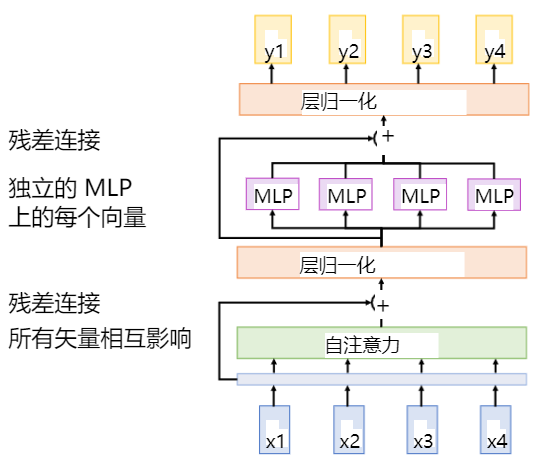 y1 y2 y3 y4
层归一化
残差连接
+
独立的 MLP
上的每个向量
MLP MLP MLP MLP
层归一化
残差连接
+
所有矢量相互影响
自注意力
x1 x2 x3 x4